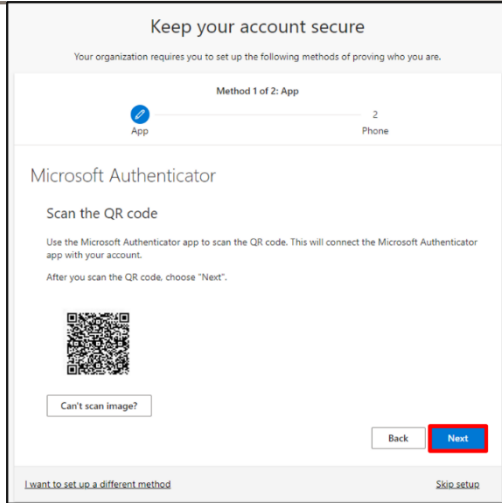 Keep your account secure
Your organization requires you to set up the following methods of proving who you are.
Method 1 of 2: App
App
2
Phone
Microsoft Authenticator
Scan the QR code
Use the Microsoft Authenticator app to scan the QR code. This will connect the Microsoft Authenticator
app with your account.
After you scan the QR code, choose "Next".
Can't scan image?
Back
Next
I want to set up a different method
Skip setup